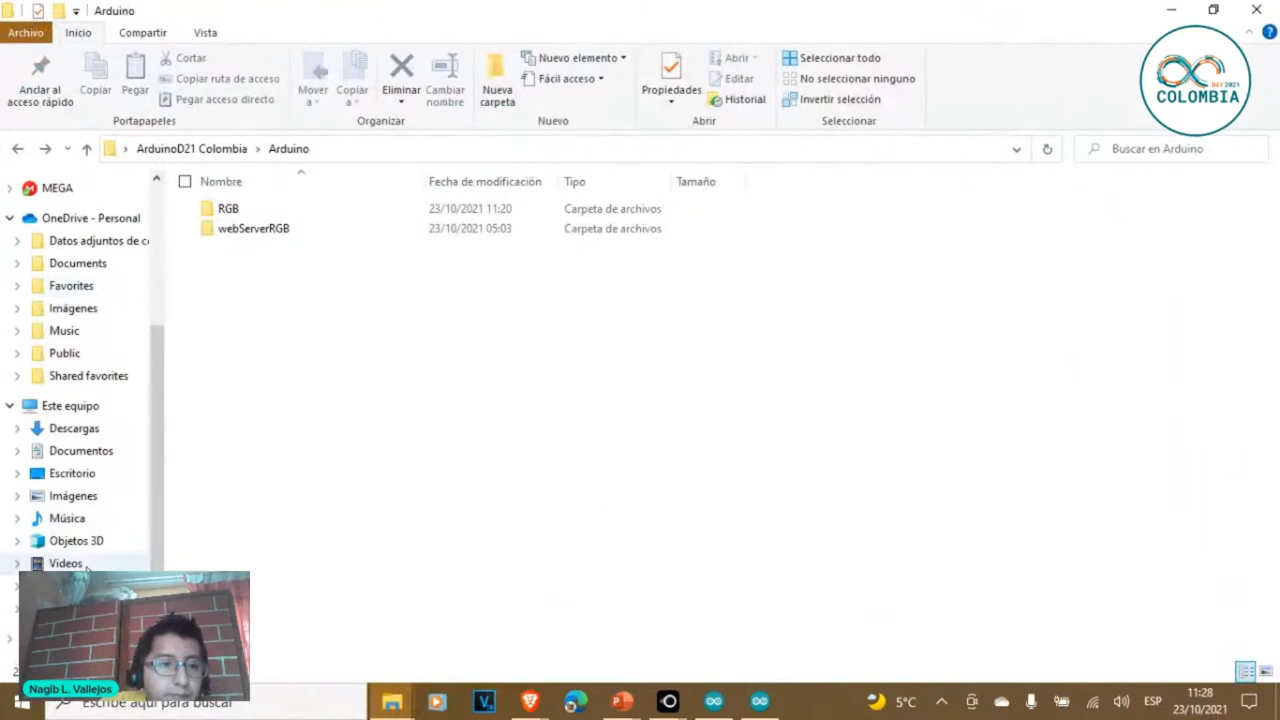 Arduino
Archivo Inicio Compartir Vista
Anclar al acceso rápido
Copiar
Pegar
Cortar
Copiar ruta de acceso
Pegar acceso directo
Portapapeles
Mover a
Copiar a
Eliminar
Cambiar nombre
Organizar
Nueva carpeta
Nuevo elemento
Fácil acceso
Nuevo
Propiedades
Abrir
Editar
Historial
Abrir
Seleccionar todo
No seleccionar ninguno
Invertir selección
Seleccionar
DAY 2021
COLOMBIA
ArduinoD21 Colombia > Arduino
Buscar en Arduino
MEGA
OneDrive - Personal
Datos adjuntos de c
Documents
Favorites
Imágenes
Music
Public
Shared favorites
Este equipo
Descargas
Documentos
Escritorio
Imágenes
Música
Objetos 3D
Videos
Nombre Fecha de modificación Tipo Tamaño
RGB 23/10/2021 11:20 Carpeta de archivos
webServerRGB 23/10/2021 05:03 Carpeta de archivos
Nagib L. Vallejos
Escribe aquí para buscar
5°C
ESP
11:28
23/10/2021